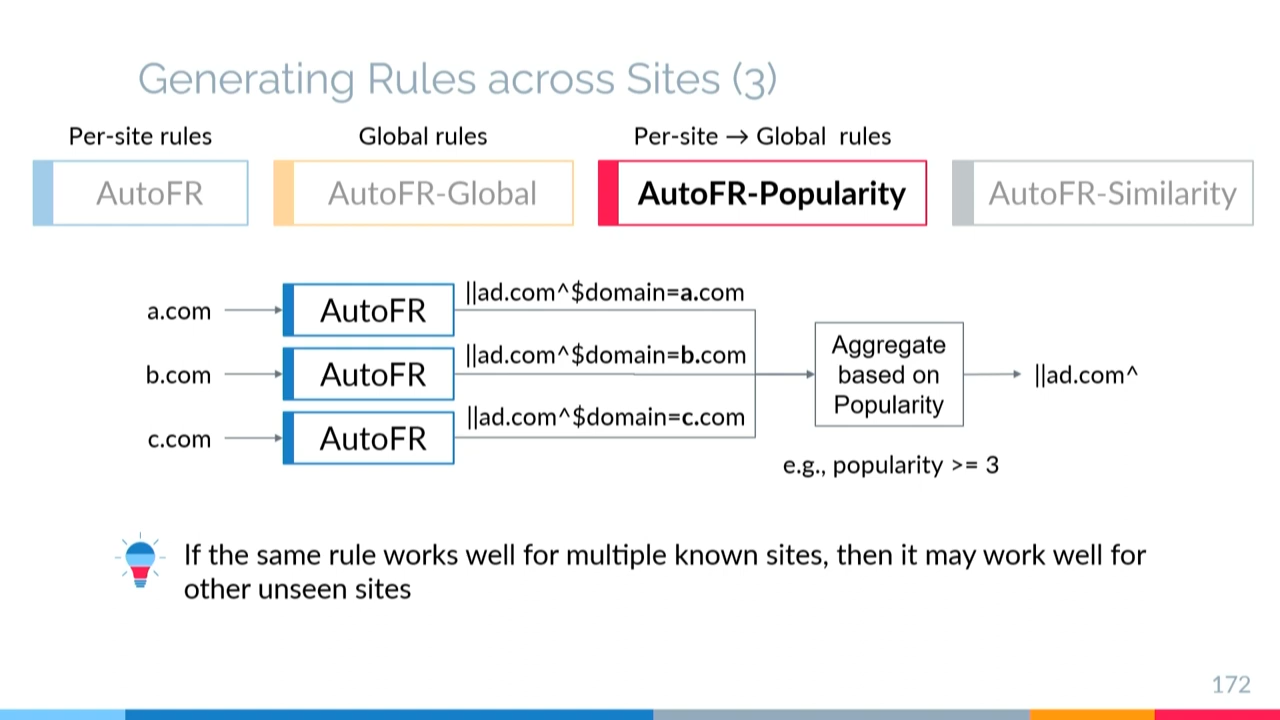 Generating Rules across Sites (3)
Per-site rules
Global rules
Per-site → Global rules
AutoFR
AutoFR-Global
AutoFR-Popularity
AutoFR-Similarity
a.com
AutoFR
||ad.com^$domain=a.com
b.com
AutoFR
||ad.com^$domain=b.com
c.com
AutoFR
||ad.com^$domain=c.com
Aggregate
based on
Popularity
||ad.com^
e.g., popularity >= 3
If the same rule works well for multiple known sites, then it may work well for
other unseen sites
172